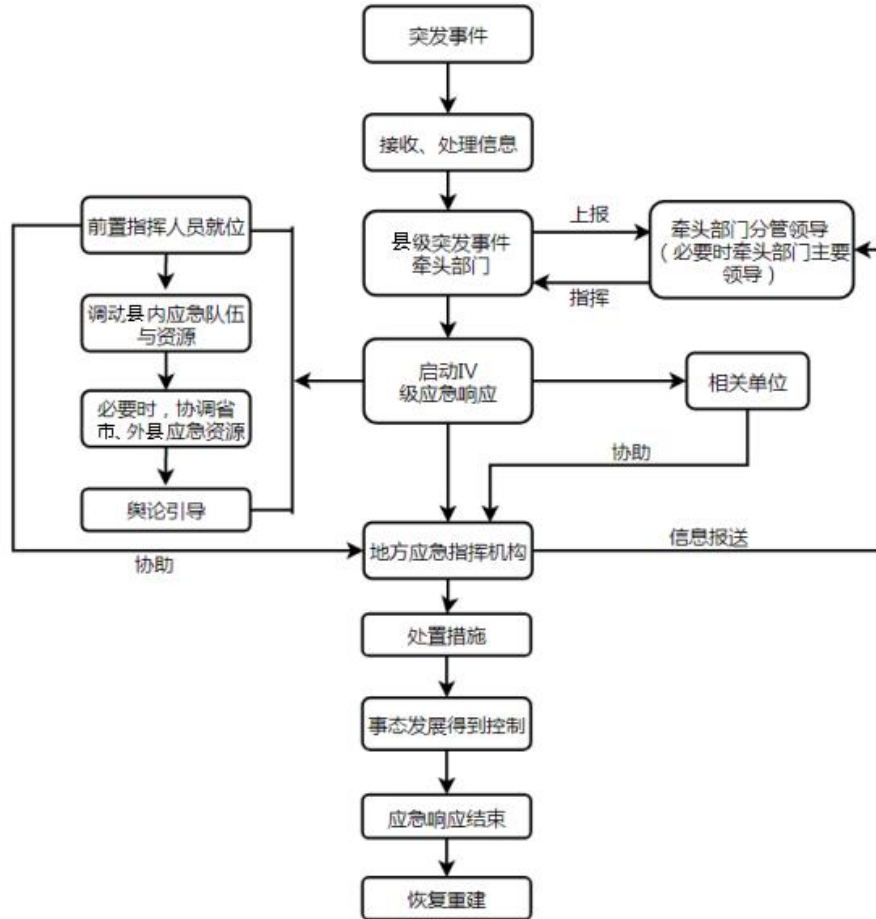 突发事件
接收、处理信息
前置指挥人员就位
县级突发事件
牵头部门
上报
指挥
牵头部门分管领导
（必要时牵头部门主要
领导）
调动县内应急队伍
与资源
启动IV
级应急响应
相关单位
必要时，协调省
市、外县应急资源
协助
舆论引导
地方应急指挥机构
信息报送
协助
处置措施
事态发展得到控制
应急响应结束
恢复重建